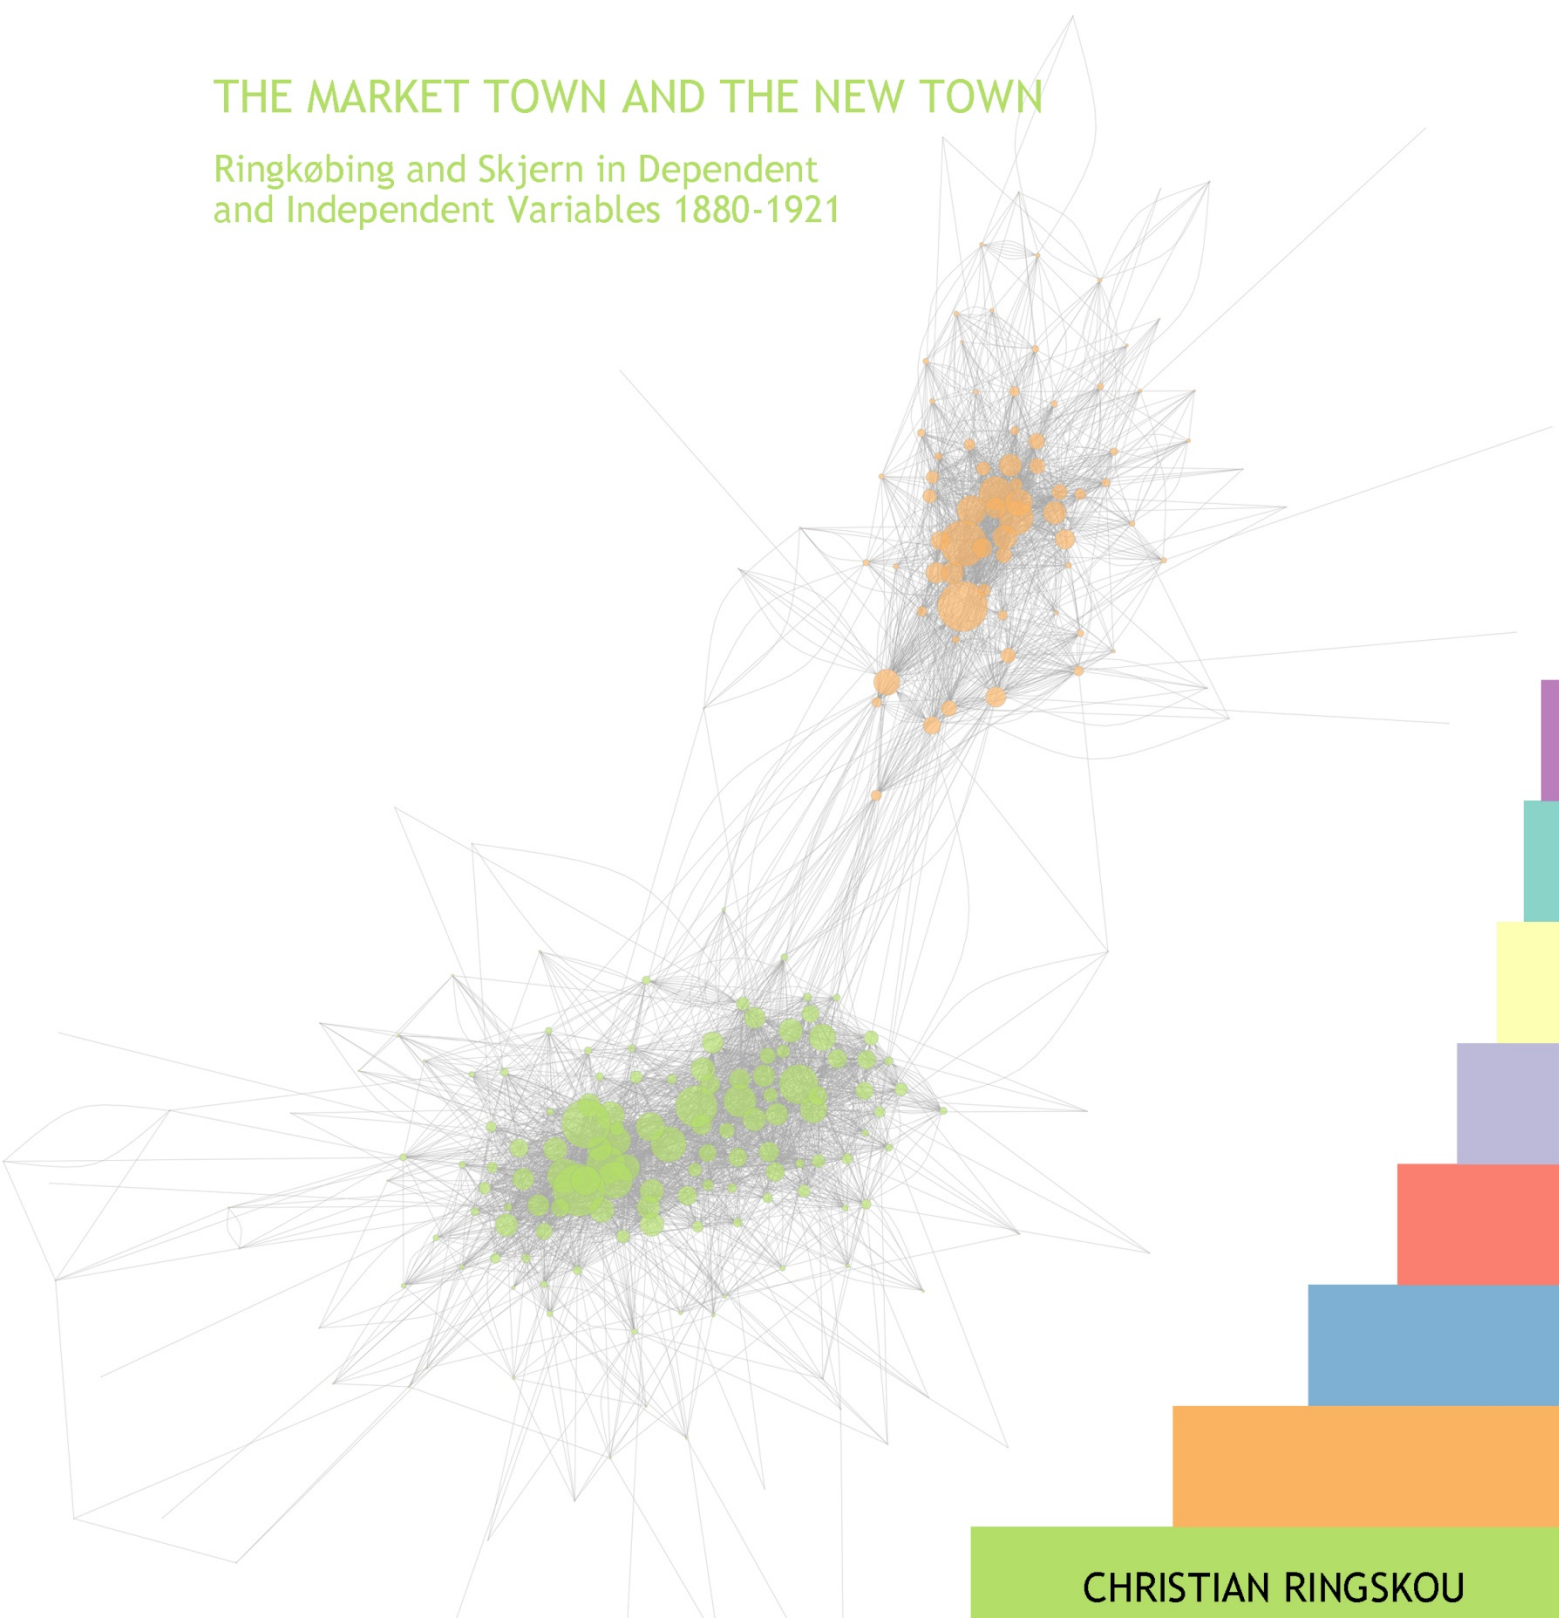 THE MARKET TOWN AND THE NEW TOWN
Ringkøbing and Skjern in Dependent
and Independent Variables 1880-1921
CHRISTIAN RINGSKOU